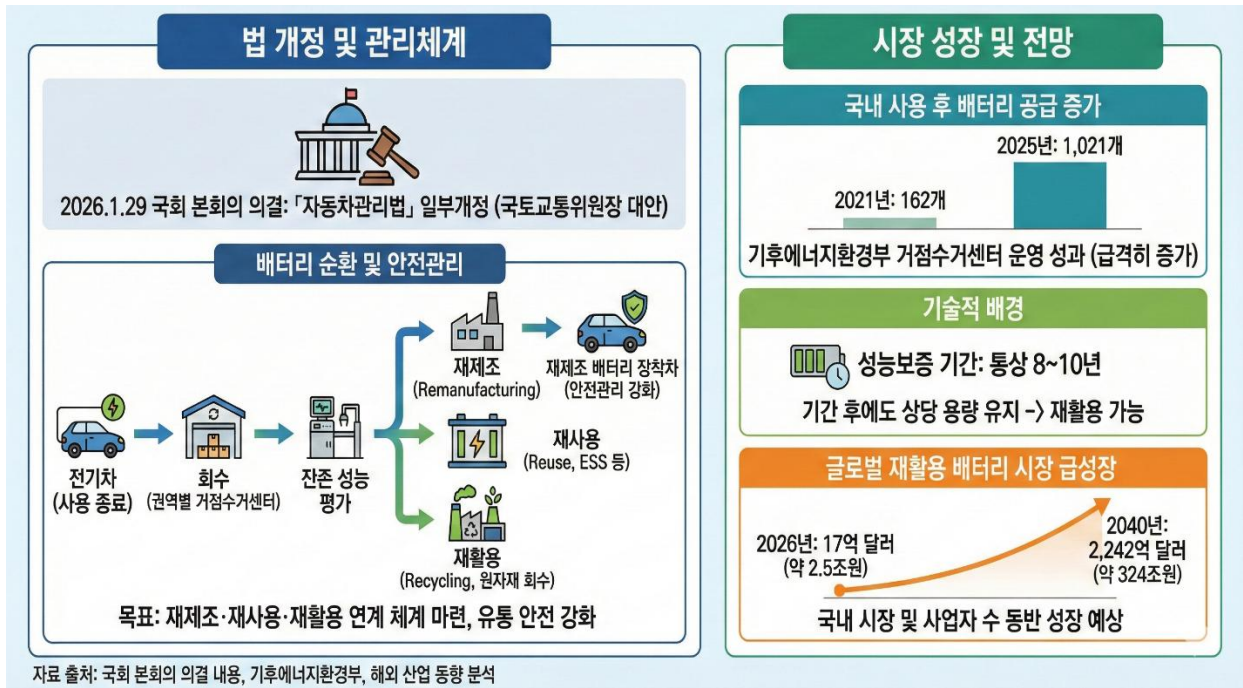 법 개정 및 관리체계
2026.1.29 국회 본회의 의결: 「자동차관리법」 일부개정 (국토교통위원장 대안)
배터리 순환 및 안전관리
전기차
(사용 종료)
회수
(권역별 거점수거센터)
잔존 성능
평가
재제조
(Remanufacturing)
재제조 배터리 장착차
(안전관리 강화)
재사용
(Reuse, ESS 등)
재활용
(Recycling, 원자재 회수)
목표: 재제조·재사용·재활용 연계 체계 마련, 유통 안전 강화
시장 성장 및 전망
국내 사용 후 배터리 공급 증가
2021년: 162개
2025년: 1,021개
기후에너지환경부 거점수거센터 운영 성과 (급격히 증가)
기술적 배경
성능보증 기간: 통상 8~10년
기간 후에도 상당 용량 유지 -> 재활용 가능
글로벌 재활용 배터리 시장 급성장
2026년: 17억 달러
(약 2.5조원)
2040년:
2,242억 달러
(약 324조원)
국내 시장 및 사업자 수 동반 성장 예상
자료 출처: 국회 본회의 의결 내용, 기후에너지환경부, 해외 산업 동향 분석